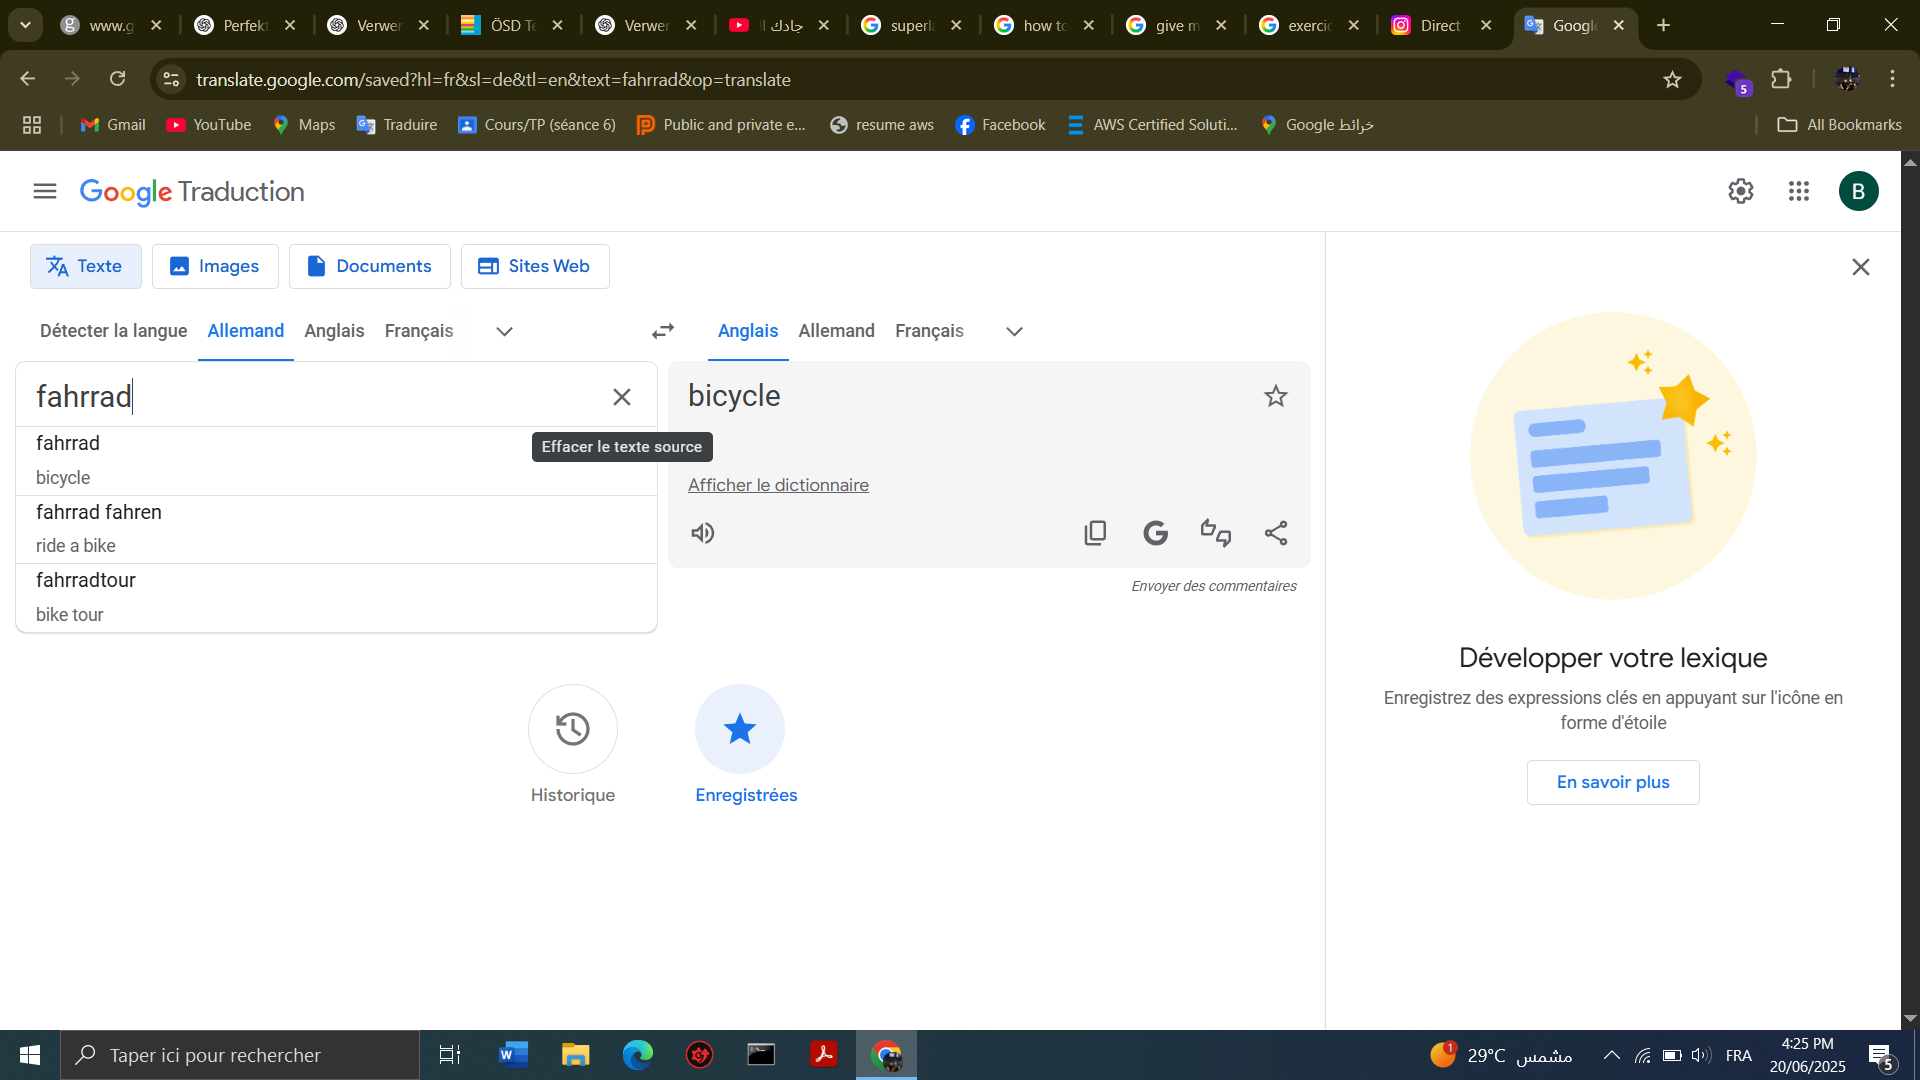 www.g
Perfekt
Verwer
ÖSD Te
Verwer
جادك ال
superla
how to
give m
exercic
Direct
Google
translate.google.com/saved?hl=fr&sl=de&tl=en&text=fahrrad&op=translate
5
Gmail
YouTube
Maps
Traduire
Cours/TP (séance 6)
Public and private e...
resume aws
Facebook
AWS Certified Soluti...
خرائط Google
All Bookmarks
Google Traduction
B
Texte
Images
Documents
Sites Web
Détecter la langue
Allemand
Anglais
Français
Anglais
Allemand
Français
fahrrad
bicycle
fahrrad
Effacer le texte source
bicycle
fahrrad fahren
ride a bike
fahrradtour
bike tour
Afficher le dictionnaire
Envoyer des commentaires
Historique
Enregistrées
Développer votre lexique
Enregistrez des expressions clés en appuyant sur l'icône en
forme d'étoile
En savoir plus
Taper ici pour rechercher
1
29°C مشمس
FRA
4:25 PM
20/06/2025
5